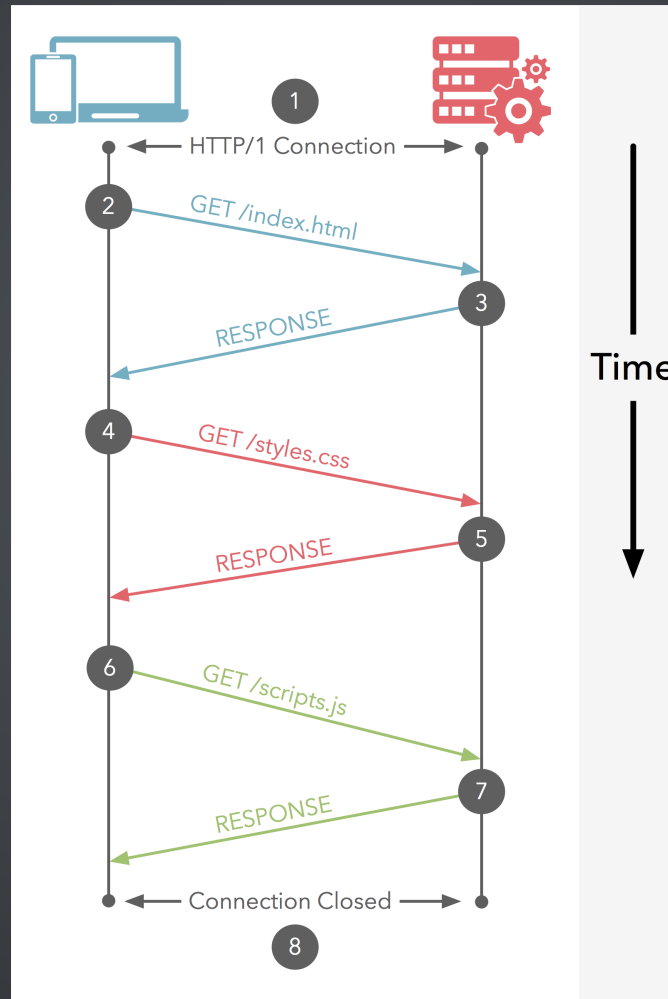 1
HTTP/1 Connection
2
GET /index.html
3
RESPONSE
Time
4
GET /styles.css
5
RESPONSE
6
GET /scripts.js
7
RESPONSE
Connection Closed
8